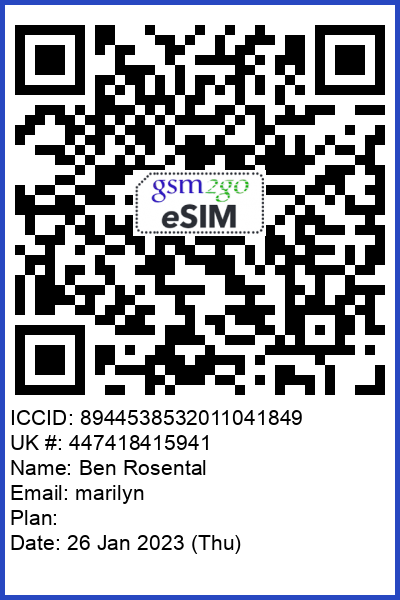 gsm2go
eSIM
ICCID: 8944538532011041849
UK #: 447418415941
Name: Ben Rosental
Email: marilyn
Plan:
Date: 26 Jan 2023 (Thu)